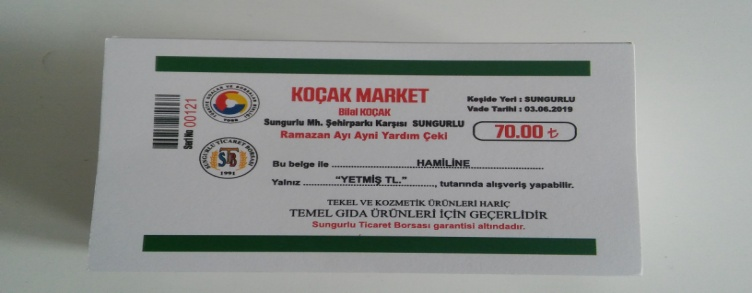 Seri No 00121
KOÇAK MARKET
Bilal KOÇAK
Sungurlu Mh. Şehirparkı Karşısı SUNGURLU
Ramazan Ayı Ayni Yardım Çeki
Keşide Yeri : SUNGURLU
Vade Tarihi : 03.06.2019
70.00 ₺
SUNGURLU TİCARET BORSASI
STB
1991
Bu belge ile ........ HAMİLİNE ........
Yalnız ........ "YETMİŞ TL." ........, tutarında alışveriş yapabilir.
TEKEL VE KOZMETİK ÜRÜNLERİ HARİÇ
TEMEL GIDA ÜRÜNLERİ İÇİN GEÇERLİDİR
Sungurlu Ticaret Borsası garantisi altındadır.